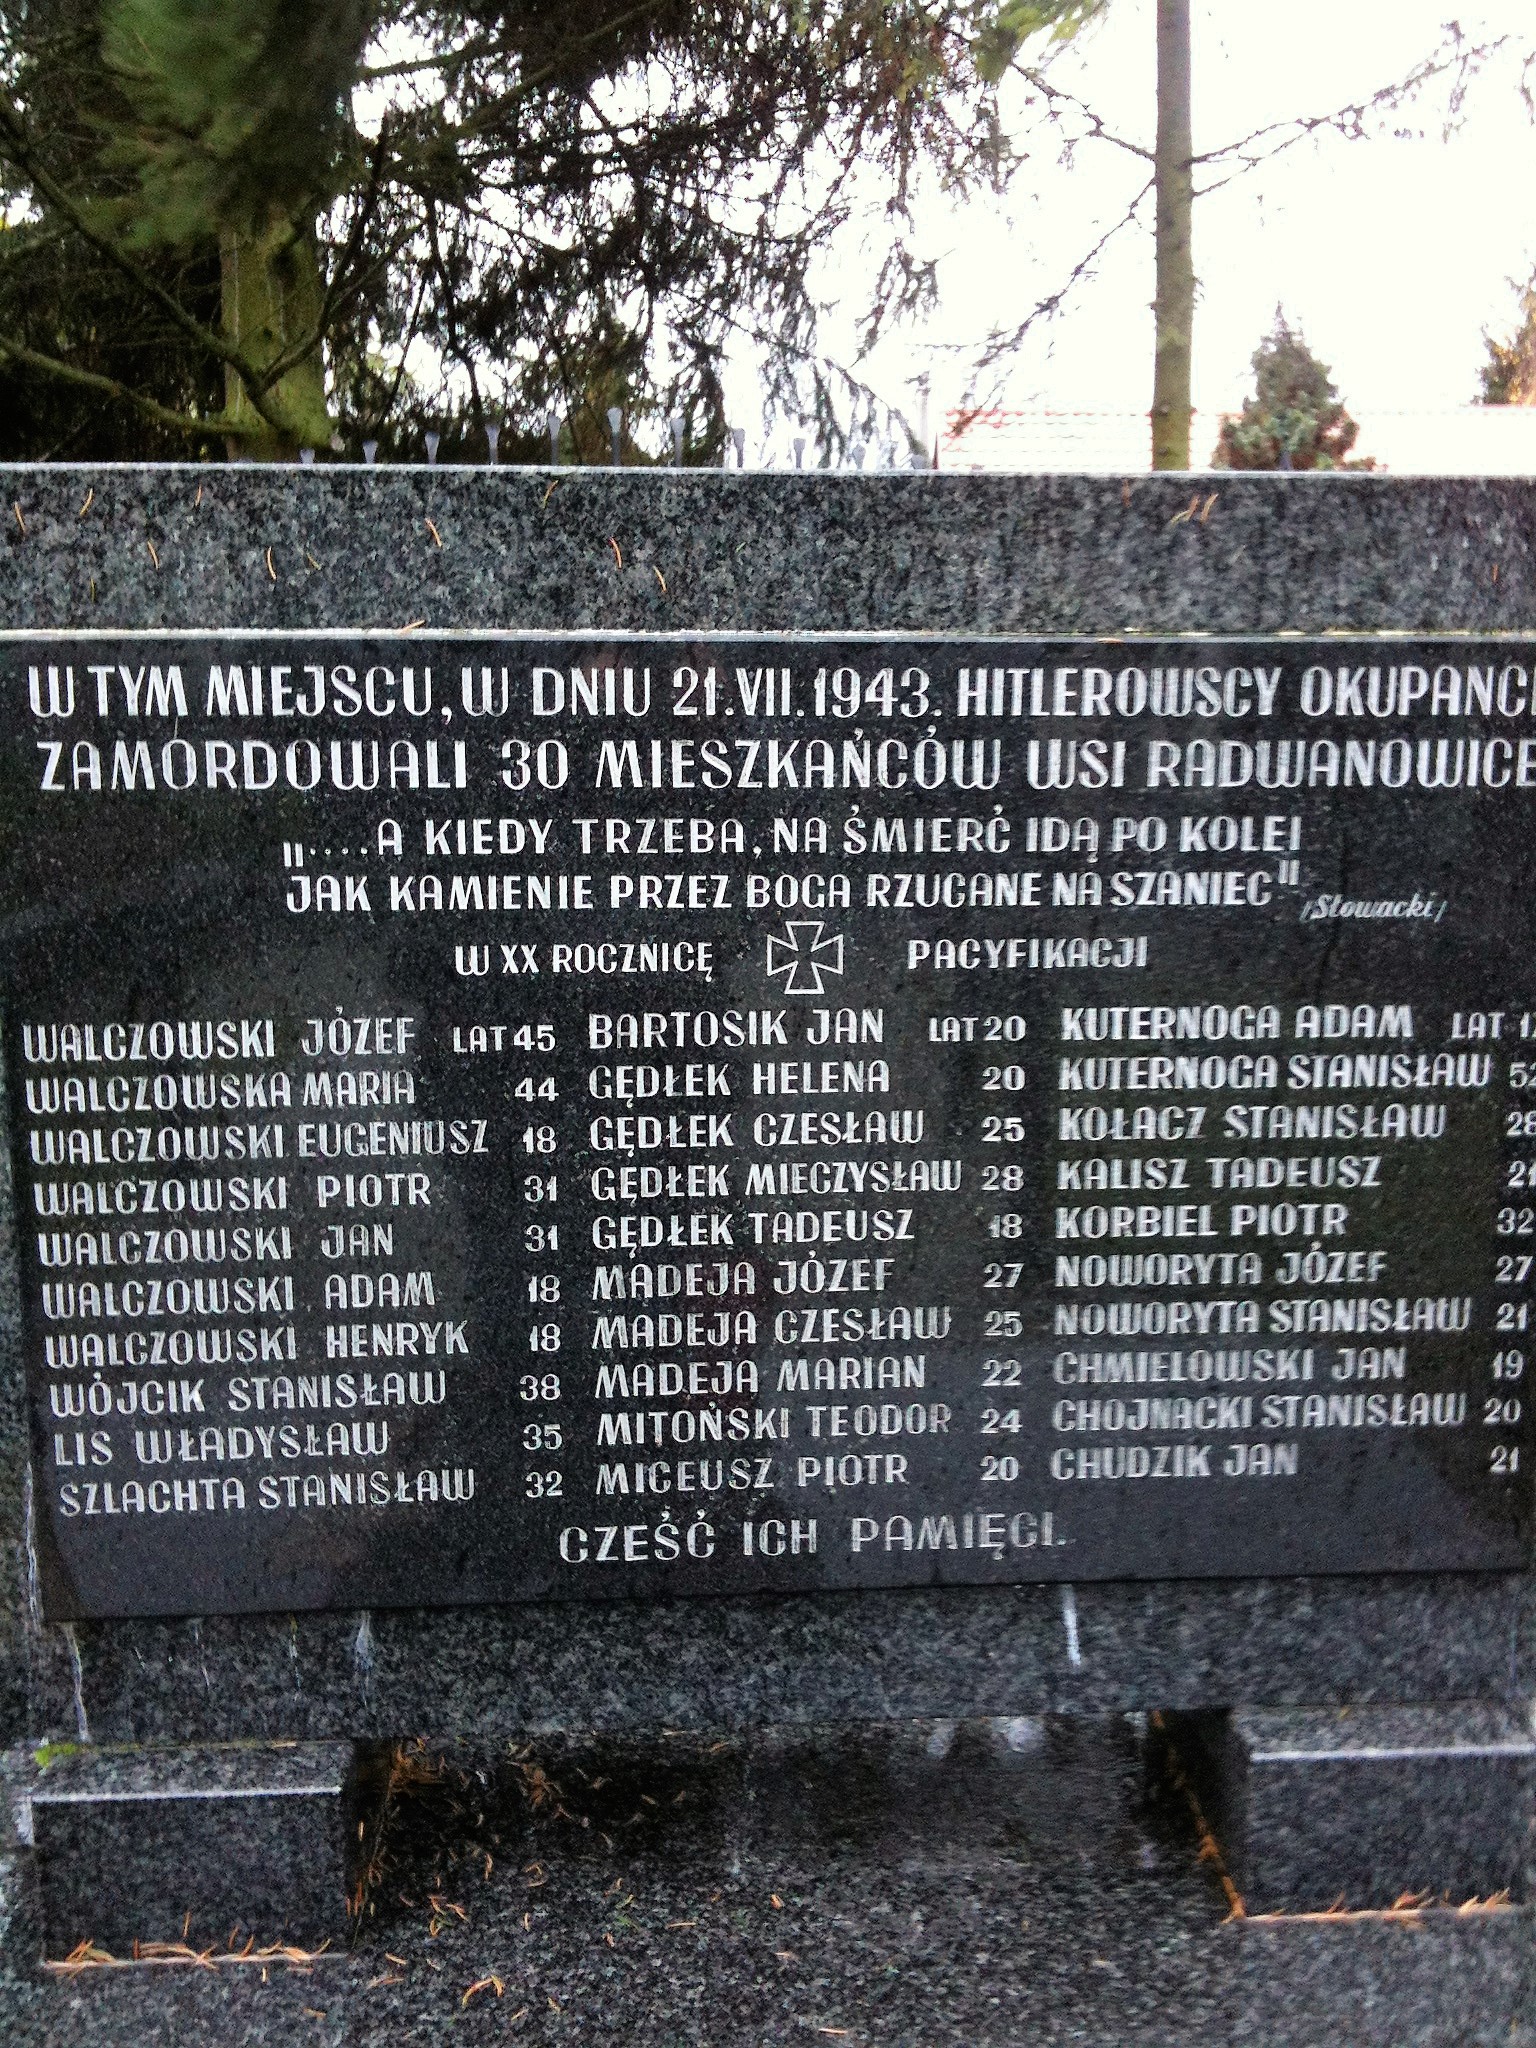 W TYM MIEJSCU, W DNIU 21.VII.1943. HITLEROWSCY OKUPANCI
ZAMORDOWALI 30 MIESZKAŃCÓW WSI RADWANOWICE
„....A KIEDY TRZEBA, NA ŚMIERĆ IDĄ PO KOLEI
JAK KAMIENIE PRZEZ BOGA RZUCANE NA SZANIEC" /Słowacki/
W XX ROCZNICĘ PACYFIKACJI
WALCZOWSKI JÓZEF LAT 45
WALCZOWSKA MARIA 44
WALCZOWSKI EUGENIUSZ 18
WALCZOWSKI PIOTR 31
WALCZOWSKI JAN 31
WALCZOWSKI ADAM 18
WALCZOWSKI HENRYK 18
WÓJCIK STANISŁAW 38
LIS WŁADYSŁAW 35
SZLACHTA STANISŁAW 32
BARTOSIK JAN LAT 20
GĘDŁEK HELENA 20
GĘDŁEK CZESŁAW 25
GĘDŁEK MIECZYSŁAW 28
GĘDŁEK TADEUSZ 18
MADEJA JÓZEF 27
MADEJA CZESŁAW 25
MADEJA MARIAN 22
MITOŃSKI TEODOR 24
MICEUSZ PIOTR 20
KUTERNOGA ADAM LAT
KUTERNOGA STANISŁAW 52
KOŁACZ STANISŁAW 28
KALISZ TADEUSZ
KORBIEL PIOTR 32
NOWORYTA JÓZEF 27
NOWORYTA STANISŁAW 21
CHMIELOWSKI JAN 19
CHOJNACKI STANISŁAW 20
CHUDZIK JAN 21
CZEŚĆ ICH PAMIĘCI.